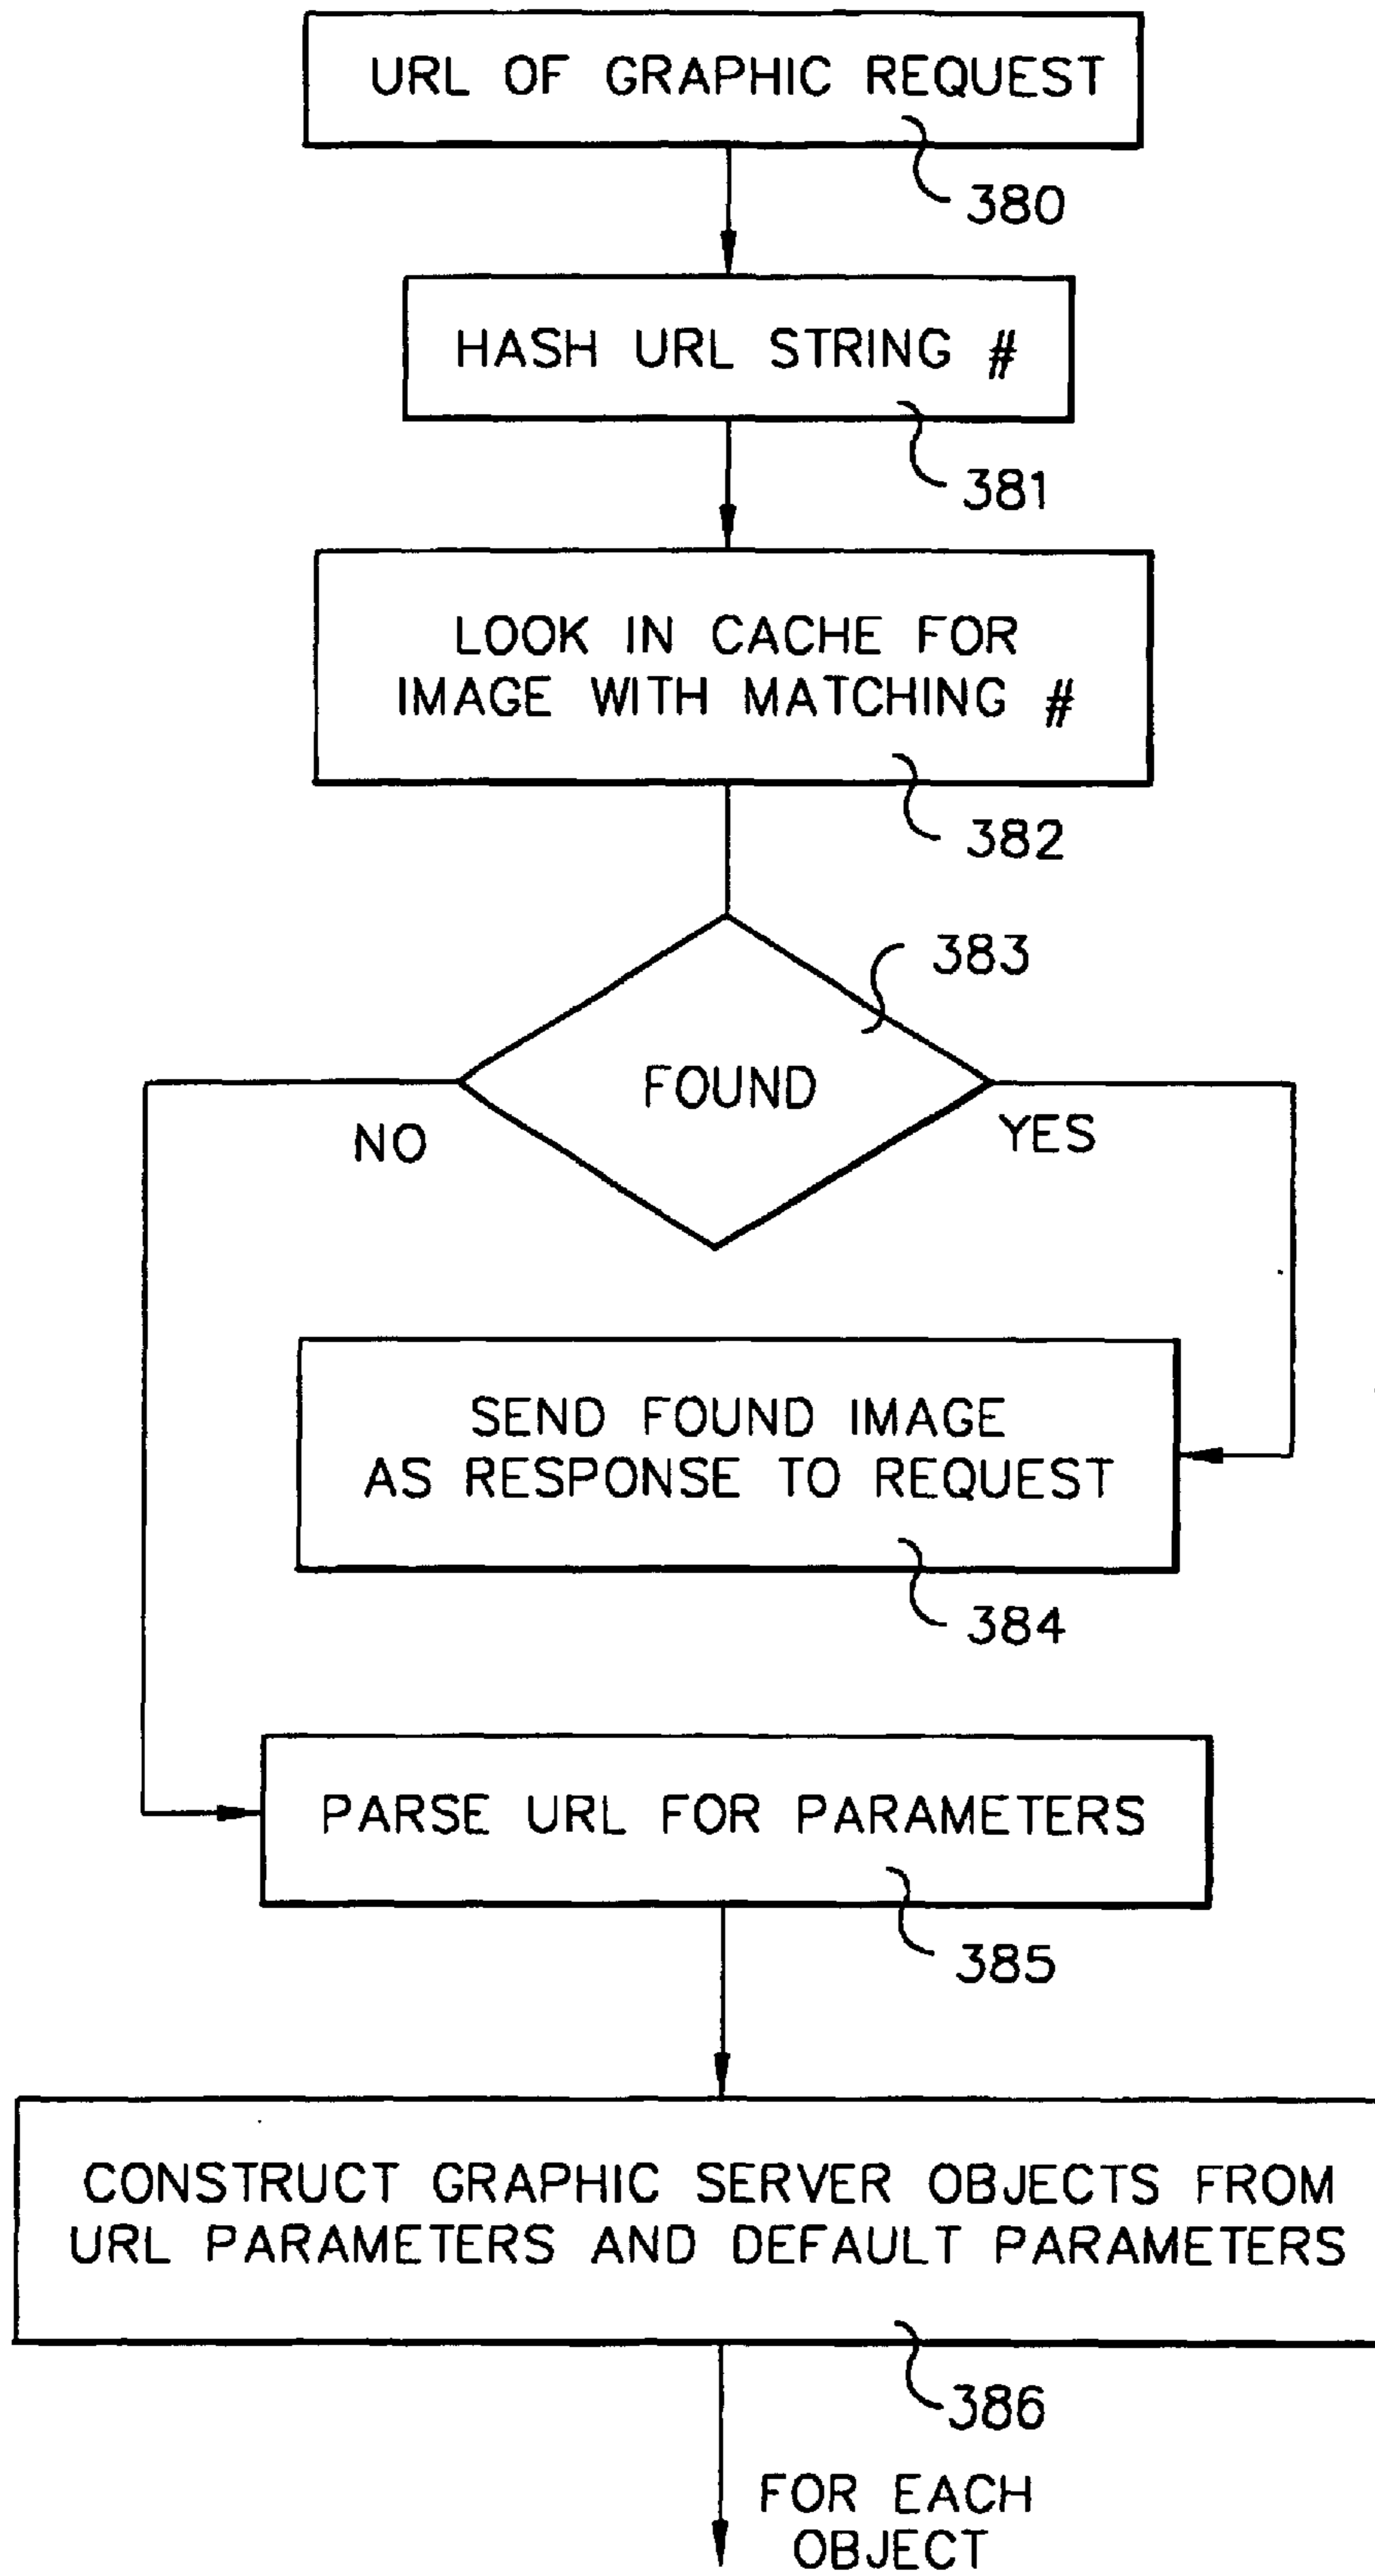 URL OF GRAPHIC REQUEST
380
HASH URL STRING #
381
LOOK IN CACHE FOR
IMAGE WITH MATCHING #
382
383
FOUND
NO
YES
SEND FOUND IMAGE
AS RESPONSE TO REQUEST
384
PARSE URL FOR PARAMETERS
385
CONSTRUCT GRAPHIC SERVER OBJECTS FROM
URL PARAMETERS AND DEFAULT PARAMETERS
386
FOR EACH
OBJECT